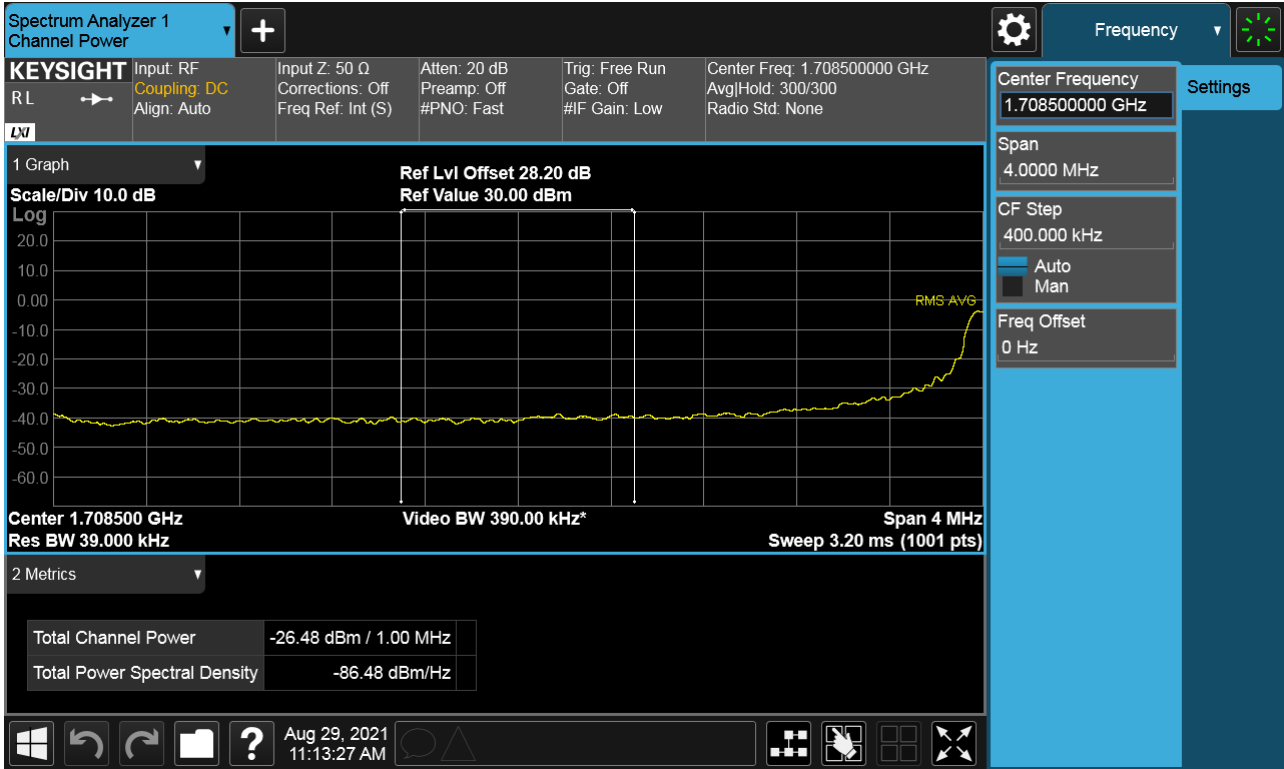 Spectrum Analyzer 1
Channel Power
Frequency
KEYSIGHT
R L
LXI
Input: RF
Coupling: DC
Align: Auto
Input Z: 50 Ω
Corrections: Off
Freq Ref: Int (S)
Atten: 20 dB
Preamp: Off
#PNO: Fast
Trig: Free Run
Gate: Off
#IF Gain: Low
Center Freq: 1.708500000 GHz
Avg|Hold: 300/300
Radio Std: None
Center Frequency
1.708500000 GHz
Settings
Span
4.0000 MHz
CF Step
400.000 kHz
Auto
Man
Freq Offset
0 Hz
1 Graph
Ref Lvl Offset 28.20 dB
Scale/Div 10.0 dB
Ref Value 30.00 dBm
Log
20.0
10.0
0.00
RMS AVG
-10.0
-20.0
-30.0
-40.0
-50.0
-60.0
Center 1.708500 GHz
Video BW 390.00 kHz*
Span 4 MHz
Res BW 39.000 kHz
Sweep 3.20 ms (1001 pts)
2 Metrics
Total Channel Power -26.48 dBm / 1.00 MHz
Total Power Spectral Density -86.48 dBm/Hz
?
Aug 29, 2021
11:13:27 AM